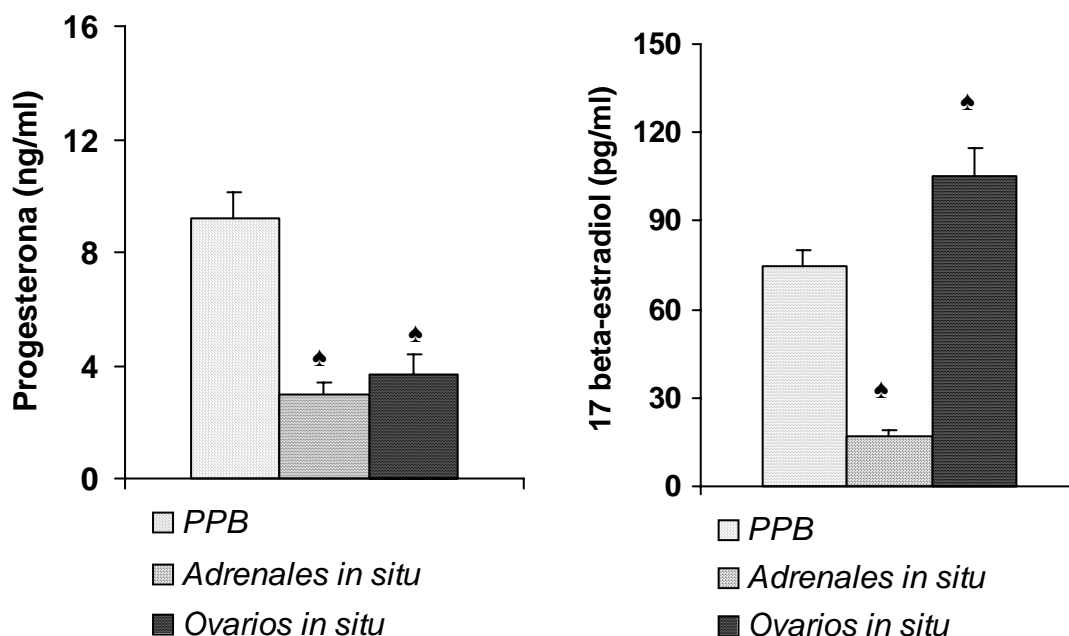 Progesterona (ng/ml)
16
12
8
4
0
♠
♠
PPB
Adrenales in situ
Ovarios in situ
17 beta-estradiol (pg/ml)
150
120
90
60
30
0
♠
♠
PPB
Adrenales in situ
Ovarios in situ